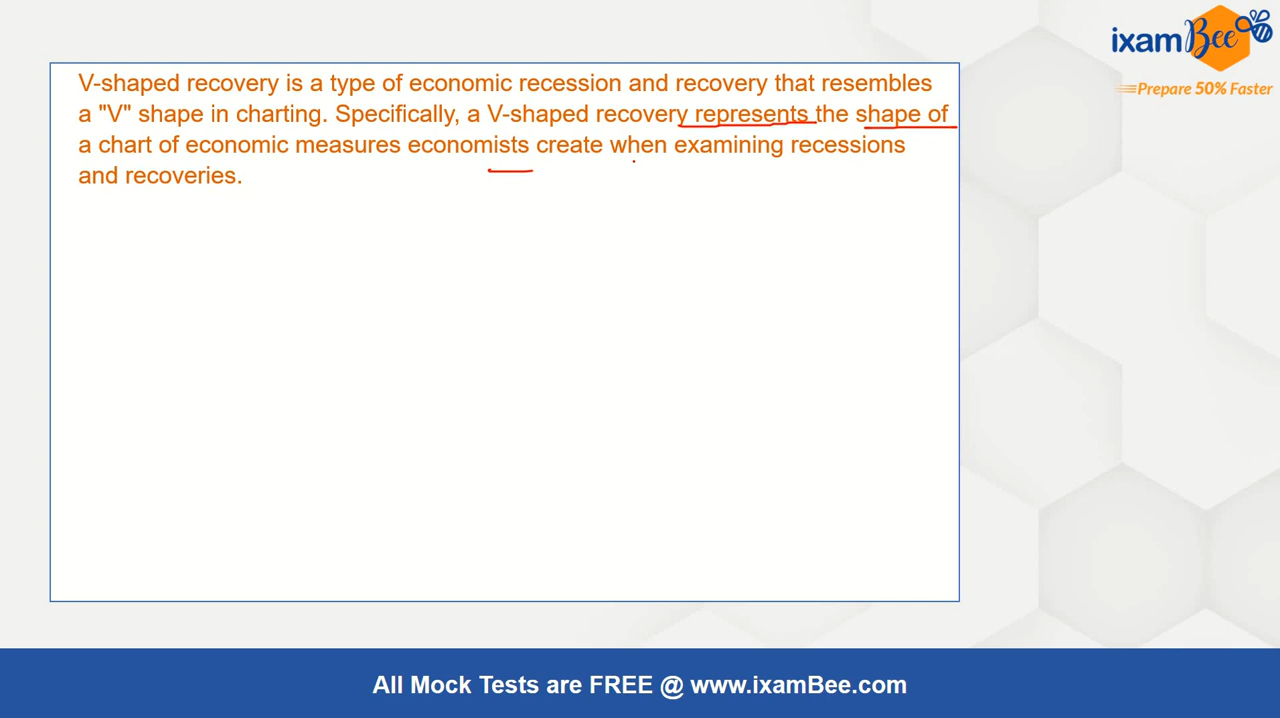 ixamBee
Prepare 50% Faster
V-shaped recovery is a type of economic recession and recovery that resembles
a "V" shape in charting. Specifically, a V-shaped recovery represents the shape of
a chart of economic measures economists create when examining recessions
and recoveries.
All Mock Tests are FREE @ www.ixamBee.com